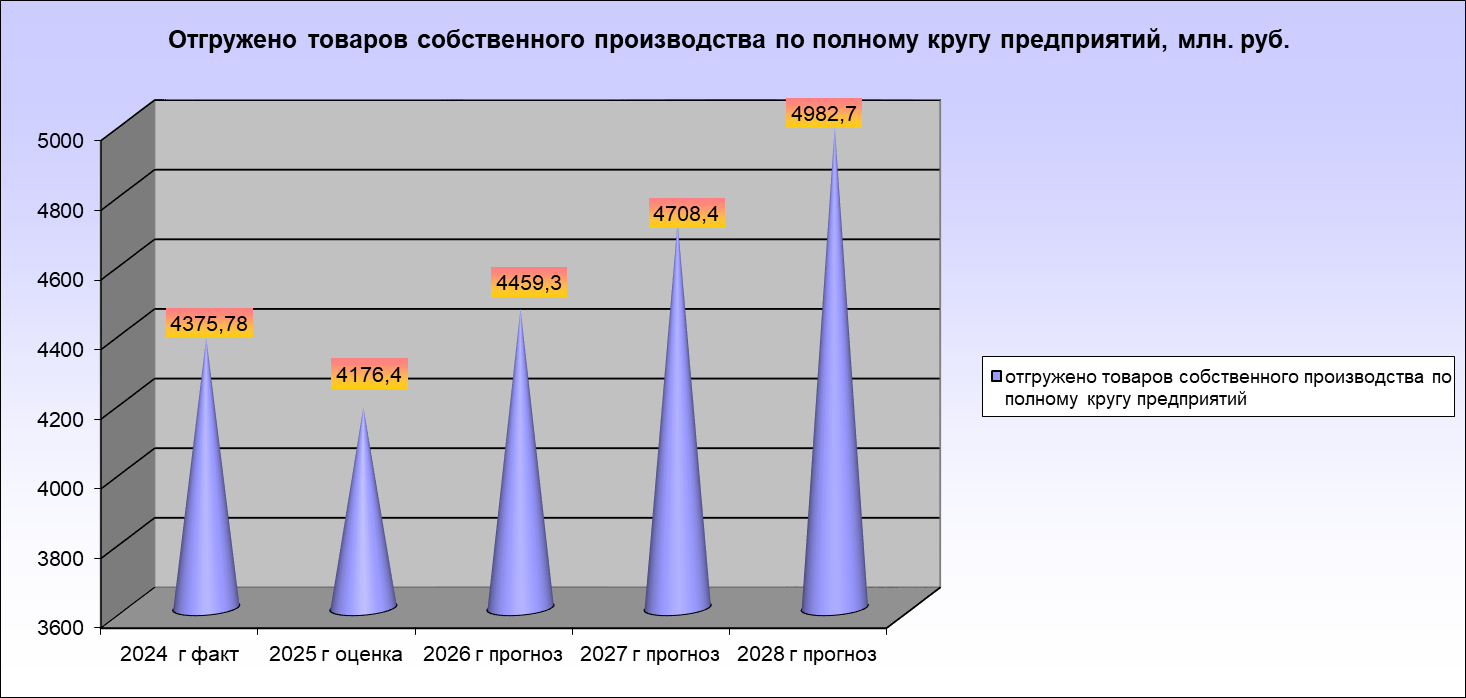 Отгружено товаров собственного производства по полному кругу предприятий, млн. руб.
4982,7
5000
4708,4
4800
4459,3
4600
4375,78
4400
4176,4
4200
4000
3800
3600
отгружено товаров собственного производства по
полному кругу предприятий
2024 г факт
2025 г оценка
2026 г прогноз
2027 г прогноз
2028 г прогноз